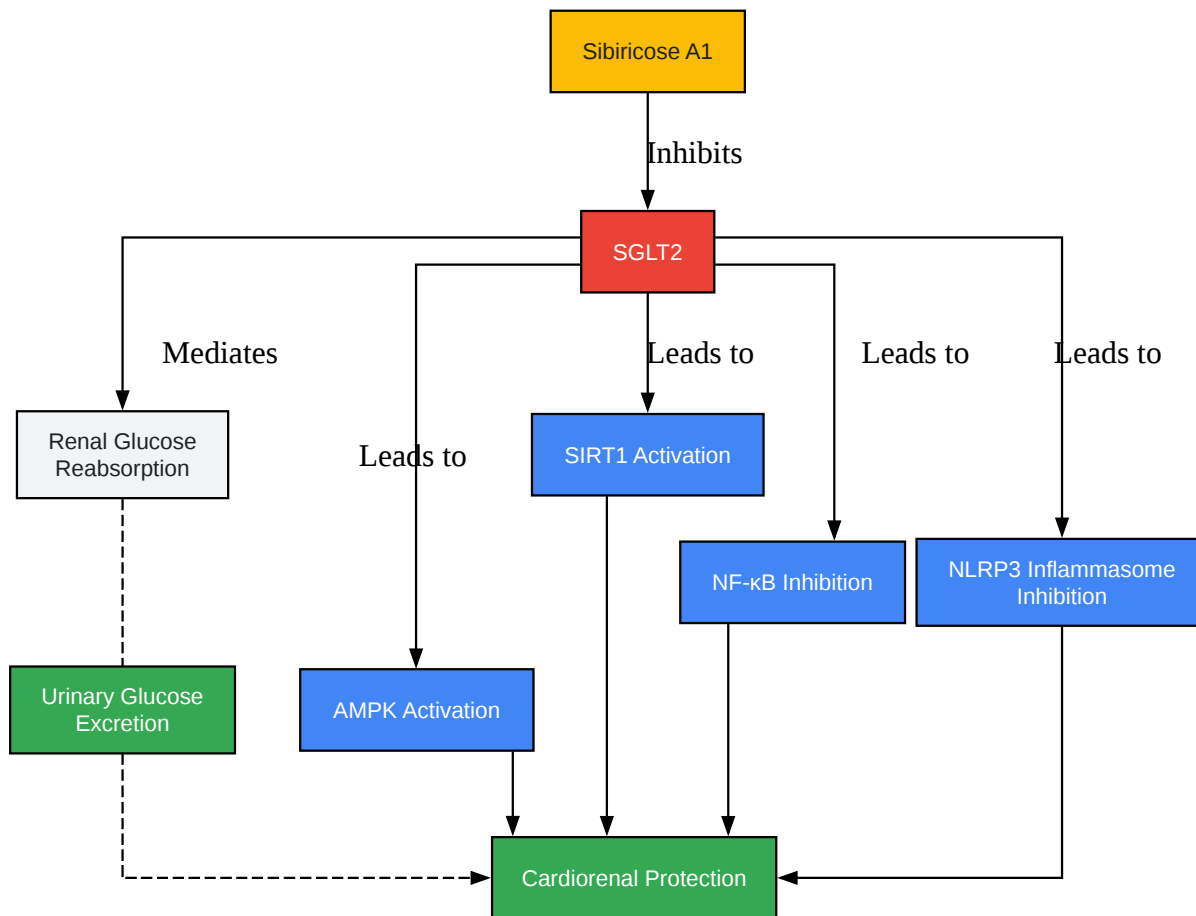 Sibiricose A1
Inhibits
SGLT2
Mediates
Leads to
Leads to
Leads to
Renal Glucose
Reabsorption
Leads to
SIRT1 Activation
NF-κB Inhibition
NLRP3 Inflammasome
Inhibition
Urinary Glucose
Excretion
AMPK Activation
Cardiorenal Protection